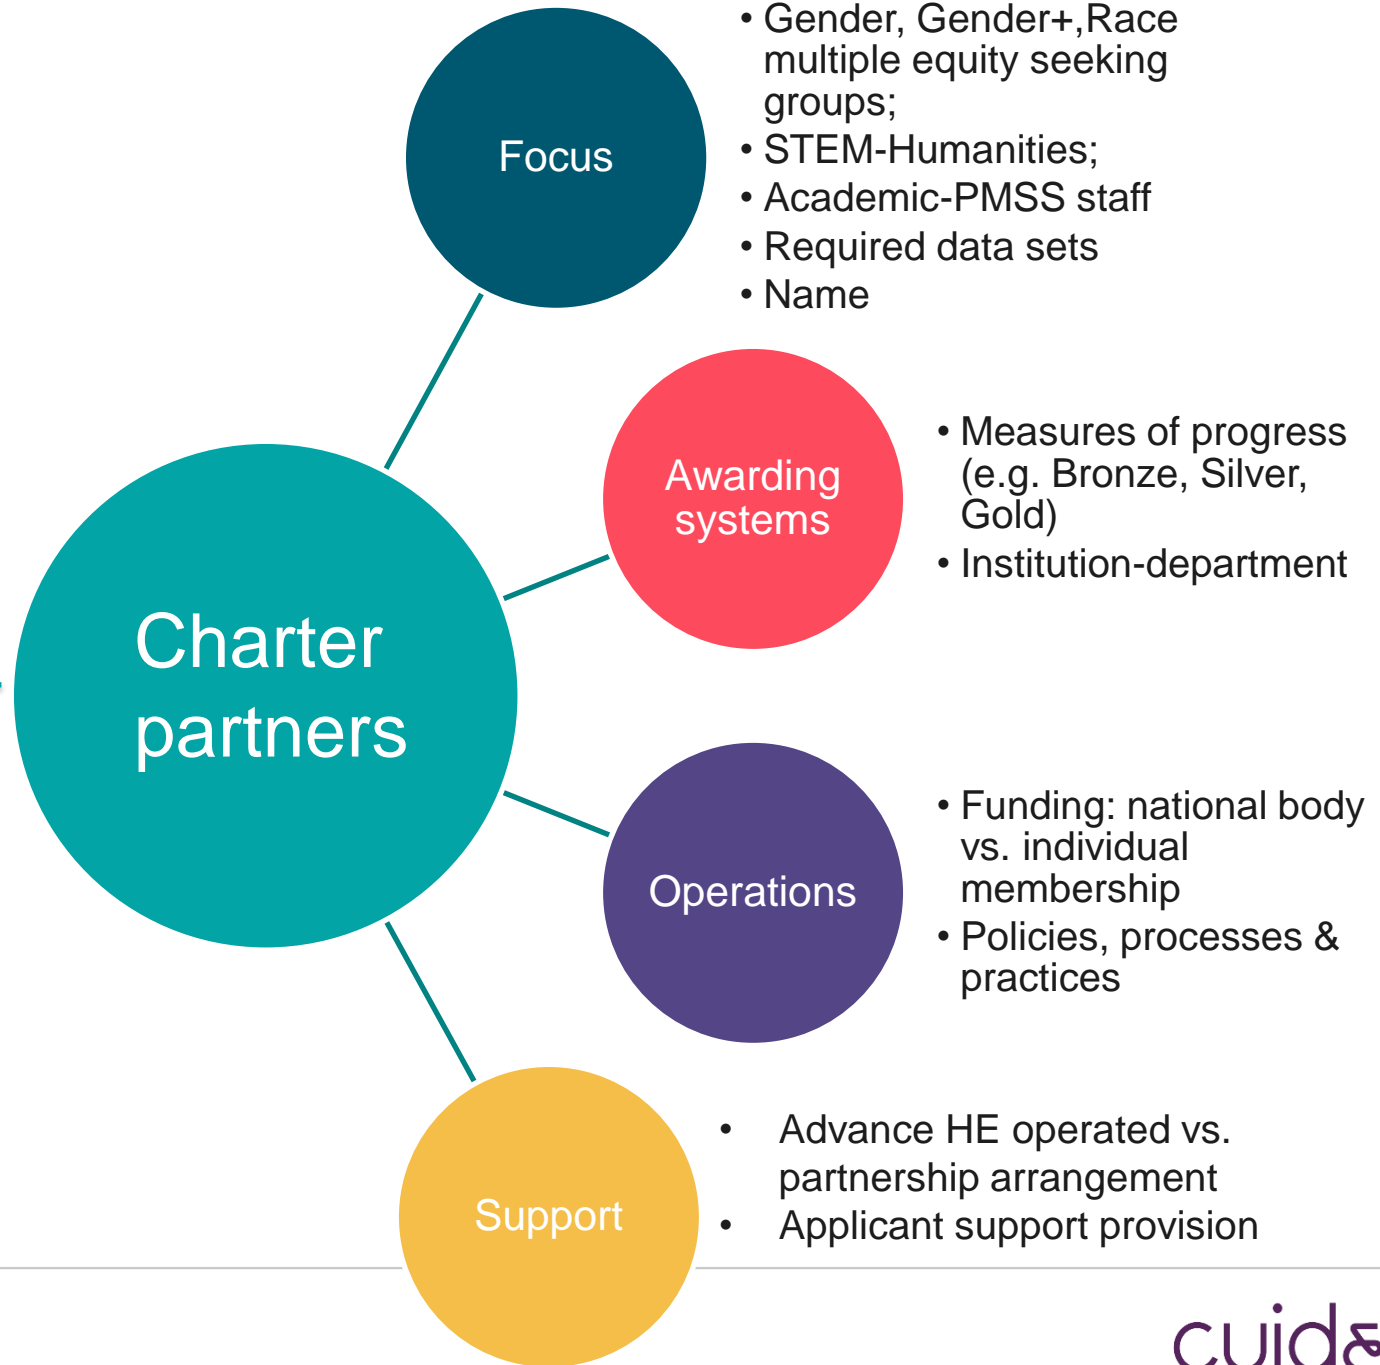 Focus
• Gender, Gender+,Race
multiple equity seeking
groups;
• STEM-Humanities;
• Academic-PMSS staff
• Required data sets
• Name
Awarding
systems
• Measures of progress
(e.g. Bronze, Silver,
Gold)
• Institution-department
Charter
partners
Operations
• Funding: national body
vs. individual
membership
• Policies, processes &
practices
Support
• Advance HE operated vs.
partnership arrangement
• Applicant support provision